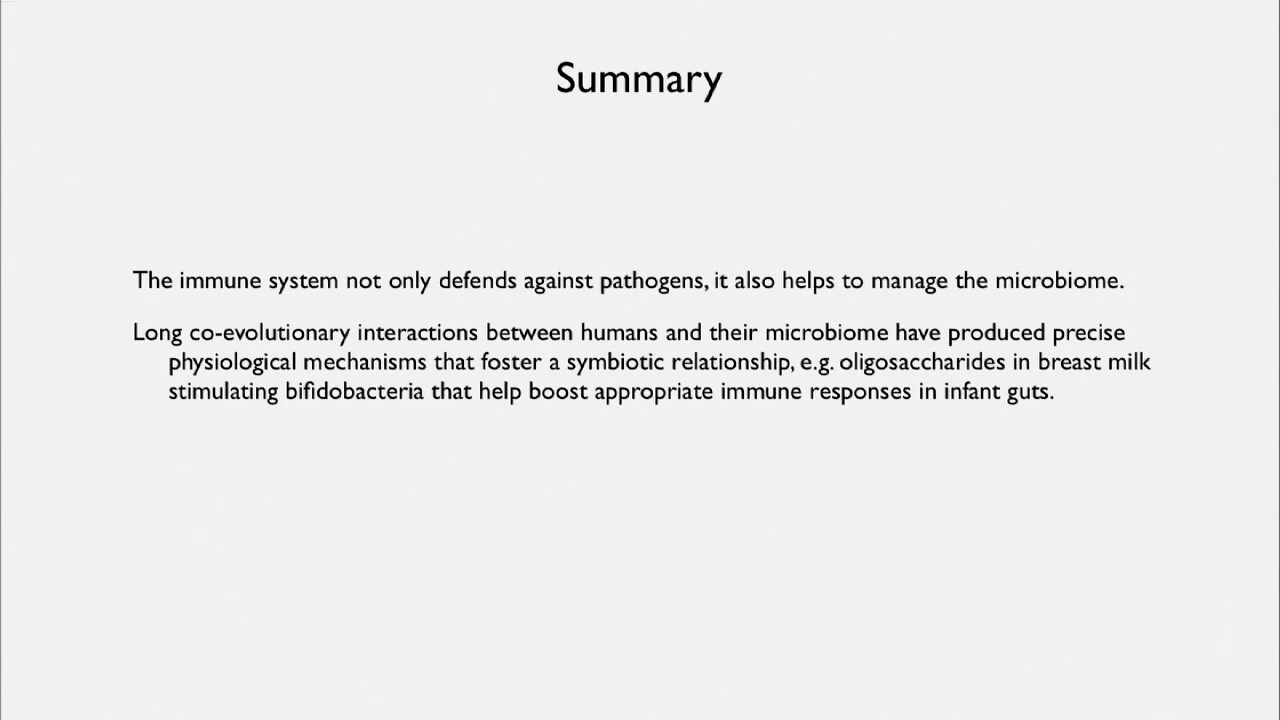 Summary
The immune system not only defends against pathogens, it also helps to manage the microbiome.
Long co-evolutionary interactions between humans and their microbiome have produced precise
physiological mechanisms that foster a symbiotic relationship, e.g. oligosaccharides in breast milk
stimulating bifidobacteria that help boost appropriate immune responses in infant guts.